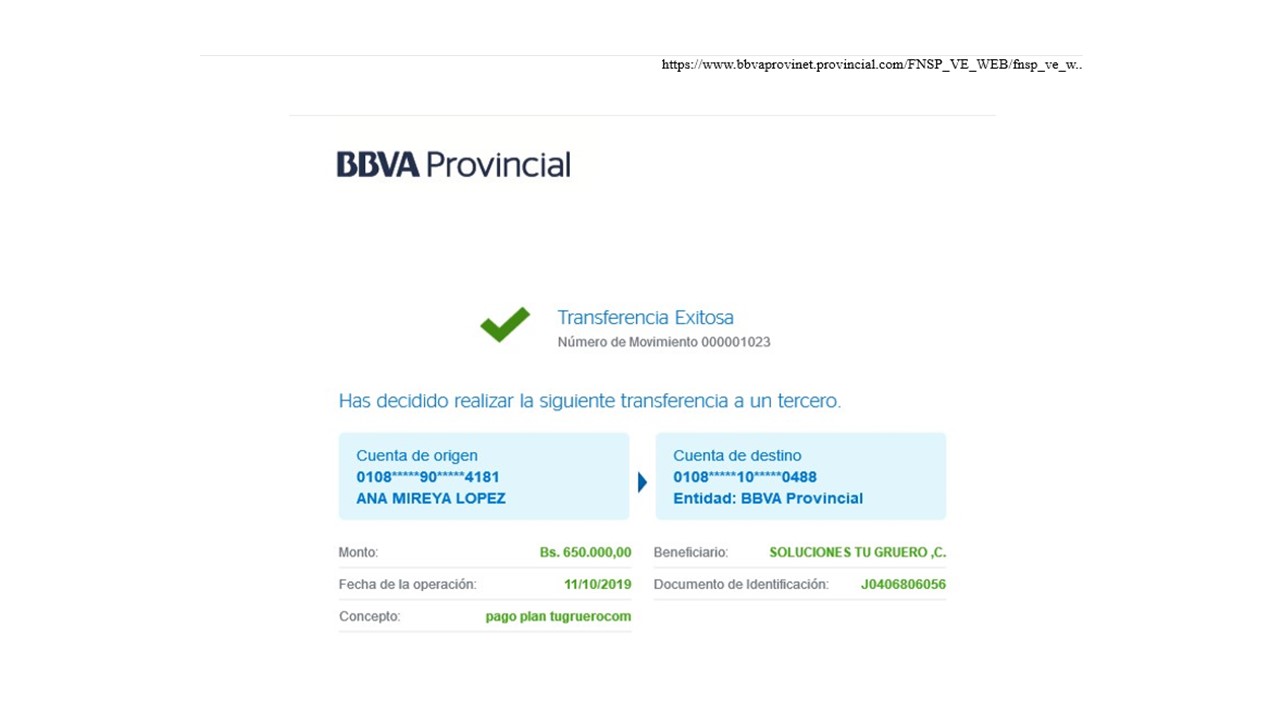 https://www.bbvaprovinet.provincial.com/FNSP_VE_WEB/fnsp_ve_w..
BBVA Provincial
Transferencia Exitosa
Número de Movimiento 000001023
Has decidido realizar la siguiente transferencia a un tercero.
Cuenta de origen
0108*****90*****4181
ANA MIREYA LOPEZ
Cuenta de destino
0108*****10*****0488
Entidad: BBVA Provincial
Monto: Bs. 650.000,00
Fecha de la operación: 11/10/2019
Concepto: pago plan tugruerocom
Beneficiario: SOLUCIONES TU GRUERO ,C.
Documento de Identificación: J0406806056